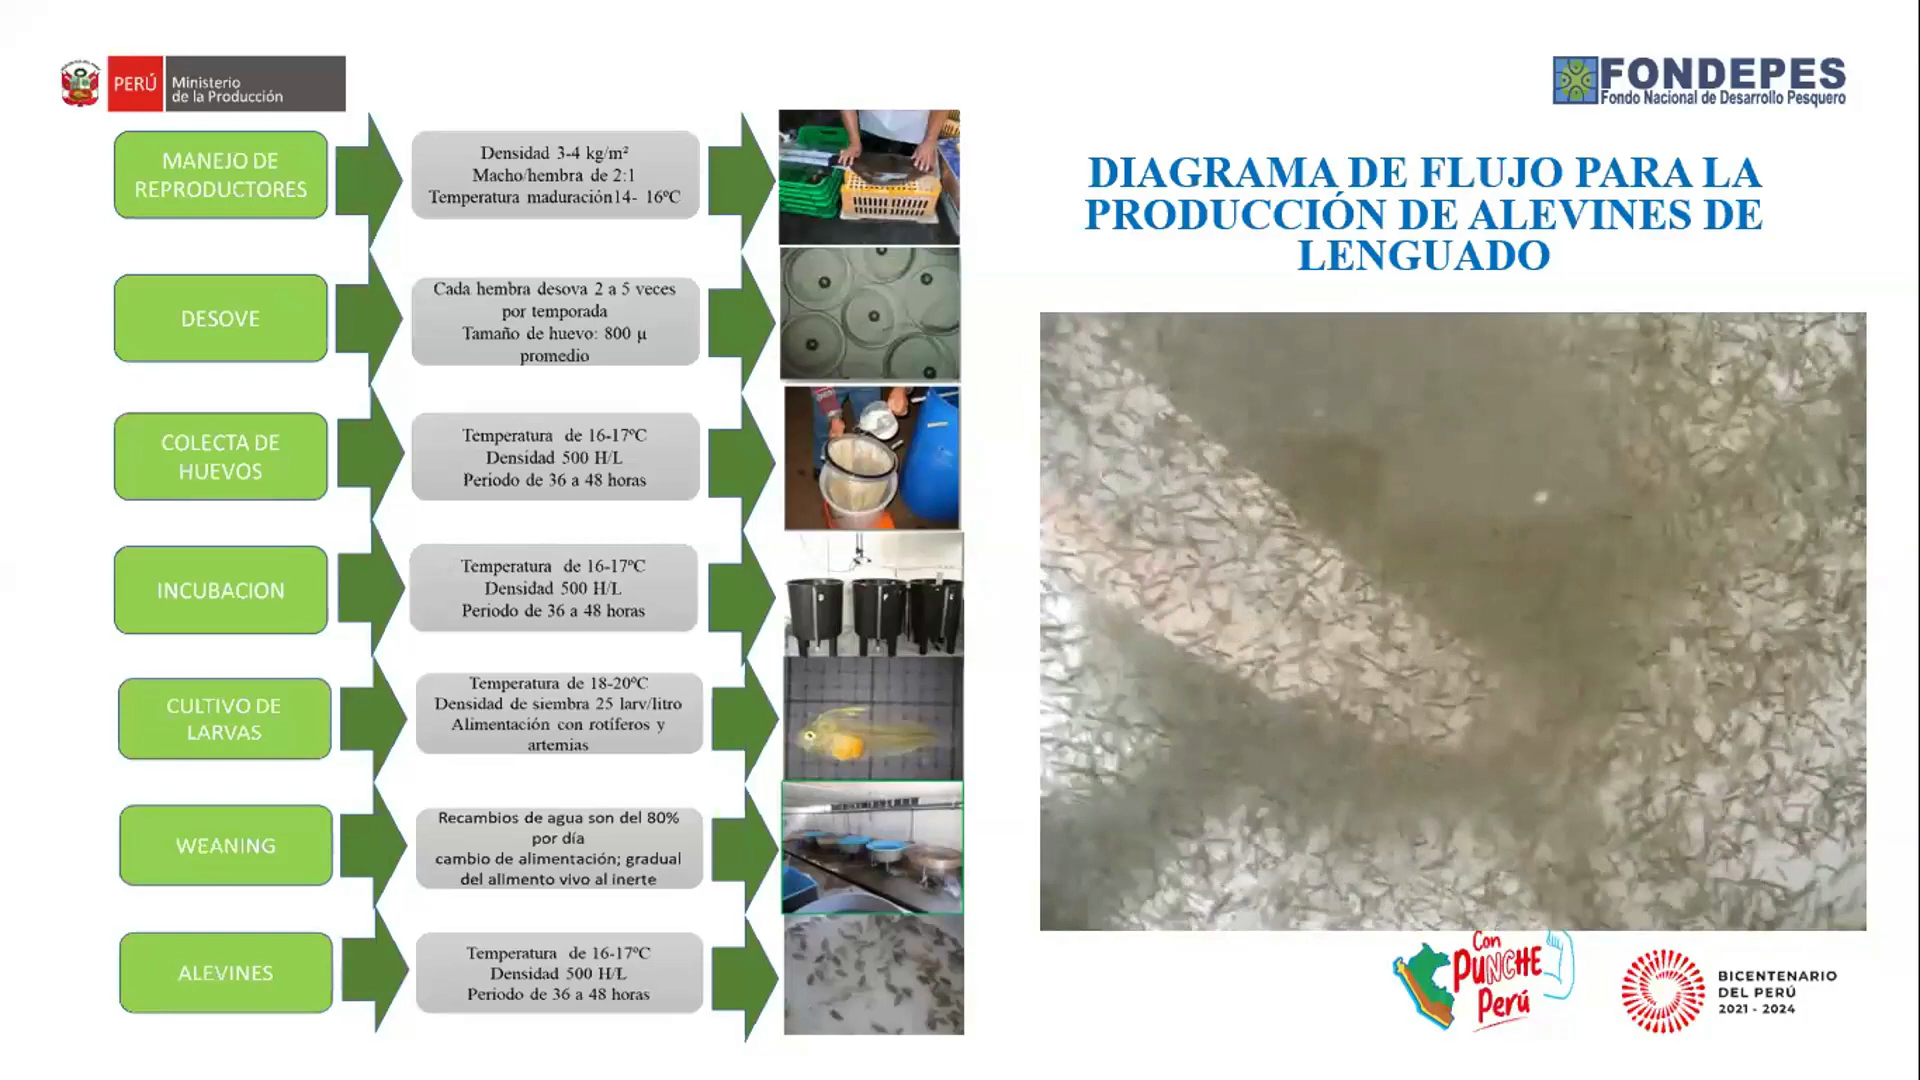 PERÚ
Ministerio
de la Producción
FONDEPES
Fondo Nacional de Desarrollo Pesquero
DIAGRAMA DE FLUJO PARA LA
PRODUCCIÓN DE ALEVINES DE
LENGUADO
MANEJO DE
REPRODUCTORES
Densidad 3-4 kg/m²
Macho/hembra de 2:1
Temperatura maduración14- 16ºC
DESOVE
Cada hembra desova 2 a 5 veces
por temporada
Tamaño de huevo: 800 µ
promedio
COLECTA DE
HUEVOS
Temperatura de 16-17ºC
Densidad 500 H/L
Periodo de 36 a 48 horas
INCUBACION
Temperatura de 16-17ºC
Densidad 500 H/L
Periodo de 36 a 48 horas
CULTIVO DE
LARVAS
Temperatura de 18-20ºC
Densidad de siembra 25 larv/litro
Alimentación con rotíferos y
artemias
WEANING
Recambios de agua son del 80%
por día
cambio de alimentación; gradual
del alimento vivo al inerte
ALEVINES
Temperatura de 16-17ºC
Densidad 500 H/L
Periodo de 36 a 48 horas
Con
PUNCHE
Perú
BICENTENARIO
DEL PERÚ
2021 - 2024